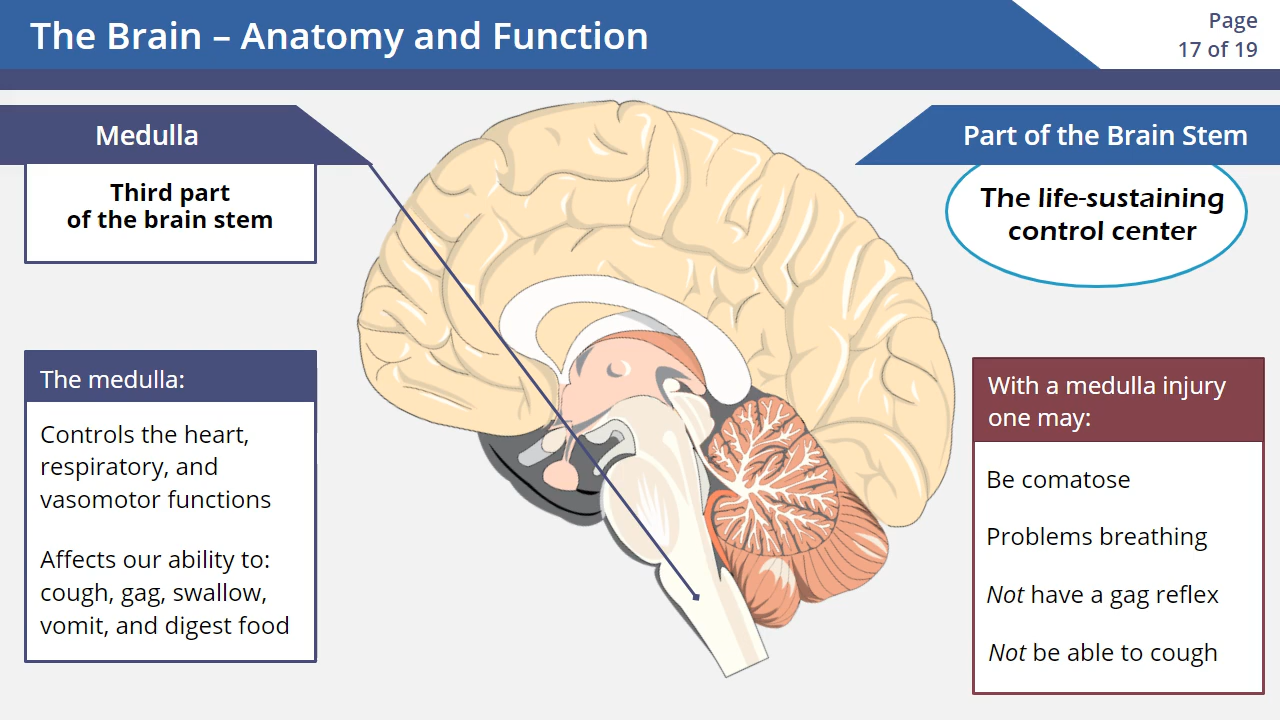 The Brain – Anatomy and Function
Page
17 of 19
Medulla
Third part
of the brain stem
Part of the Brain Stem
The life-sustaining
control center
The medulla:
Controls the heart,
respiratory, and
vasomotor functions
Affects our ability to:
cough, gag, swallow,
vomit, and digest food
With a medulla injury
one may:
Be comatose
Problems breathing
Not have a gag reflex
Not be able to cough